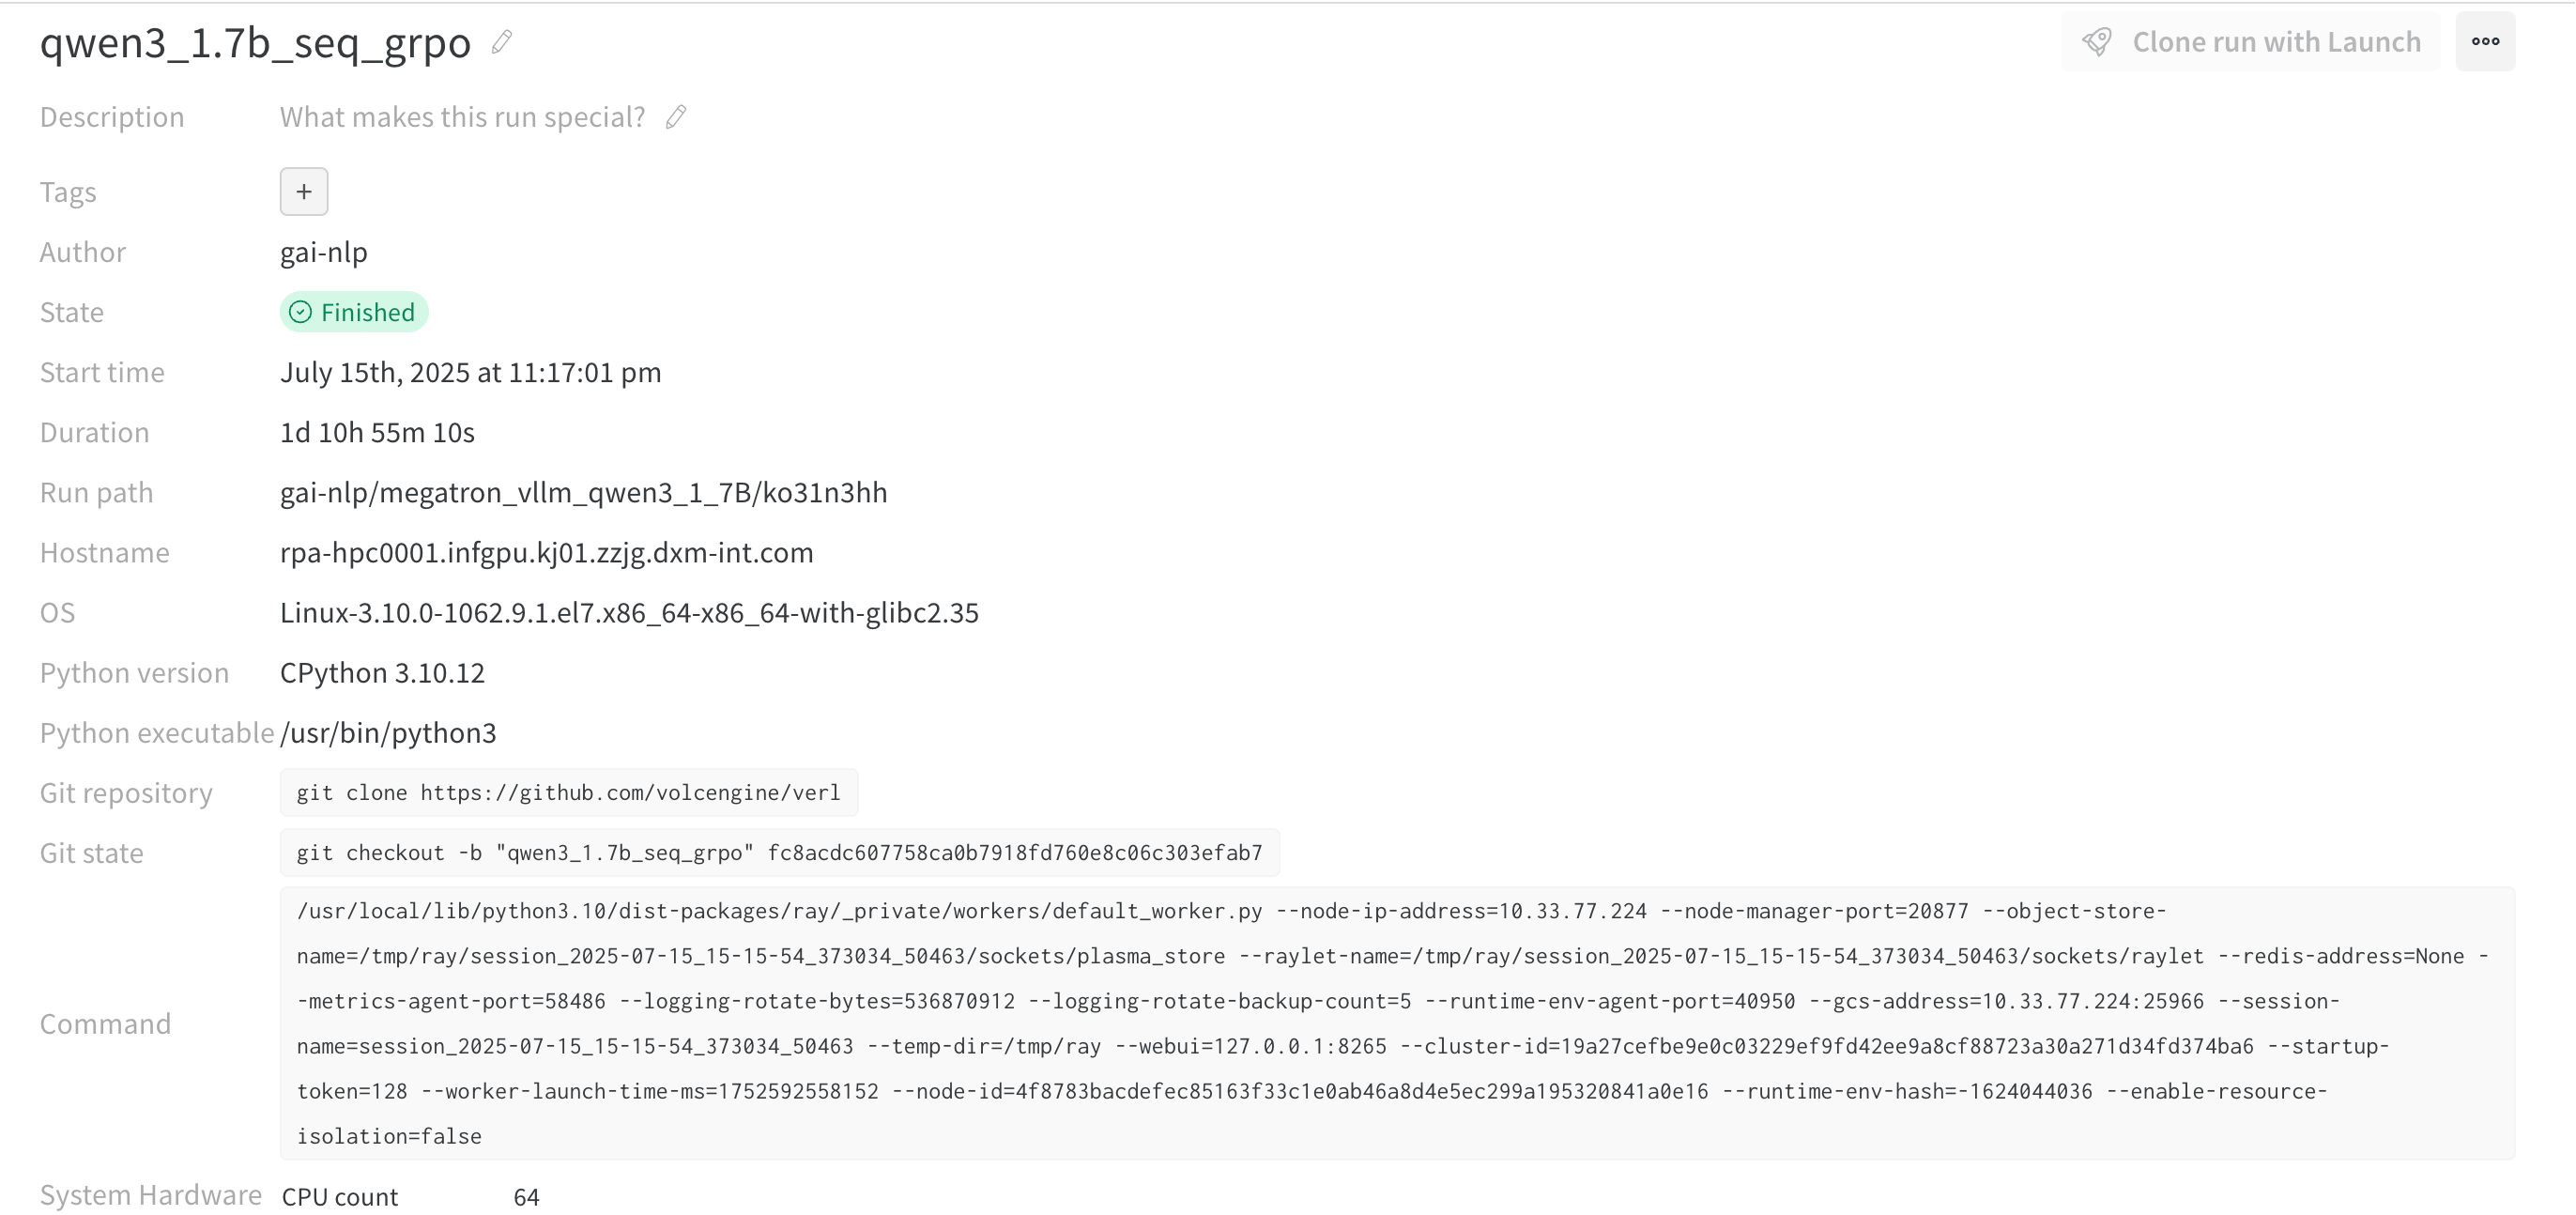 qwen3_1.7b_seq_grpo
Clone run with Launch
Description What makes this run special?
Tags +
Author gai-nlp
State Finished
Start time July 15th, 2025 at 11:17:01 pm
Duration 1d 10h 55m 10s
Run path gai-nlp/megatron_vllm_qwen3_1_7B/ko31n3hh
Hostname rpa-hpc0001.infgpu.kj01.zzjg.dxm-int.com
OS Linux-3.10.0-1062.9.1.el7.x86_64-x86_64-with-glibc2.35
Python version CPython 3.10.12
Python executable /usr/bin/python3
Git repository git clone https://github.com/volcengine/verl
Git state git checkout -b "qwen3_1.7b_seq_grpo" fc8acdc607758ca0b7918fd760e8c06c303efab7
Command
/usr/local/lib/python3.10/dist-packages/ray/_private/workers/default_worker.py --node-ip-address=10.33.77.224 --node-manager-port=20877 --object-store-
name=/tmp/ray/session_2025-07-15_15-15-54_373034_50463/sockets/plasma_store --raylet-name=/tmp/ray/session_2025-07-15_15-15-54_373034_50463/sockets/raylet --redis-address=None -
-metrics-agent-port=58486 --logging-rotate-bytes=536870912 --logging-rotate-backup-count=5 --runtime-env-agent-port=40950 --gcs-address=10.33.77.224:25966 --session-
name=session_2025-07-15_15-15-54_373034_50463 --temp-dir=/tmp/ray --webui=127.0.0.1:8265 --cluster-id=19a27cefbe9e0c03229ef9fd42ee9a8cf88723a30a271d34fd374ba6 --startup-
token=128 --worker-launch-time-ms=1752592558152 --node-id=4f8783bacdefec85163f33c1e0ab46a8d4e5ec299a195320841a0e16 --runtime-env-hash=-1624044036 --enable-resource-
isolation=false
System Hardware CPU count 64